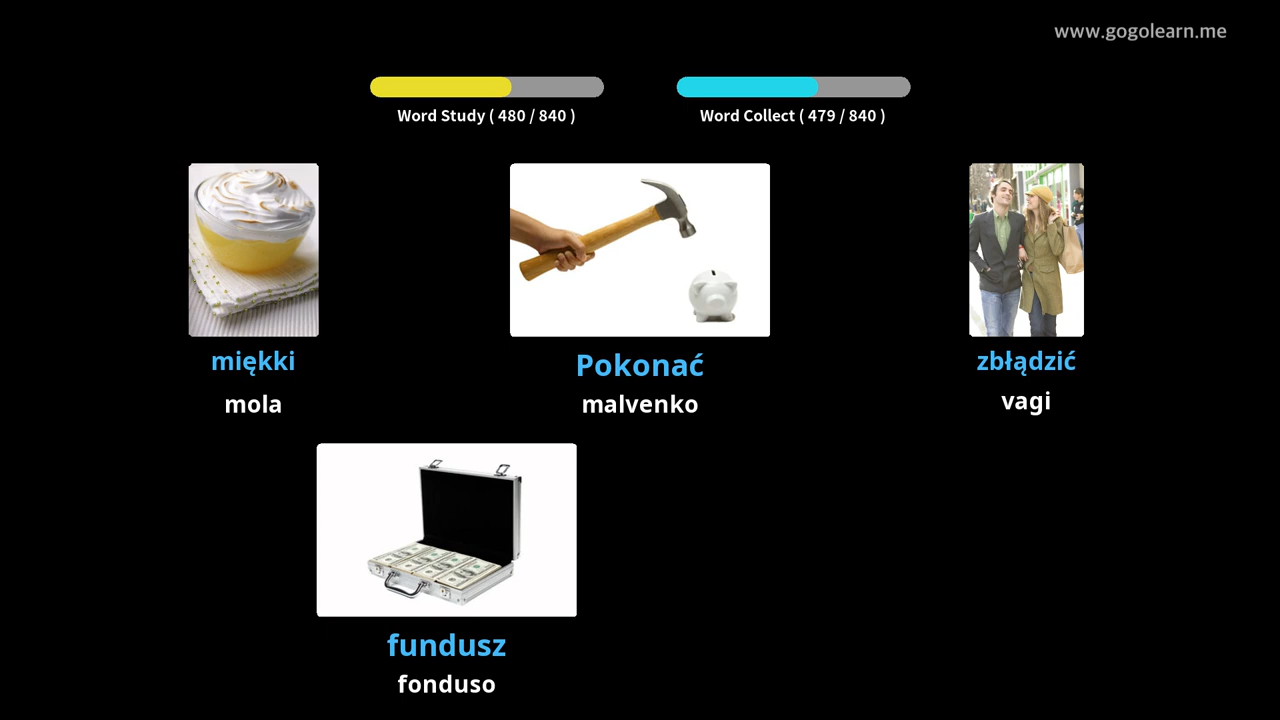 www.gogolearn.me
Word Study ( 480 / 840 )
Word Collect ( 479 / 840 )
miękki
mola
Pokonać
malvenko
zbłądzić
vagi
fundusz
fonduso